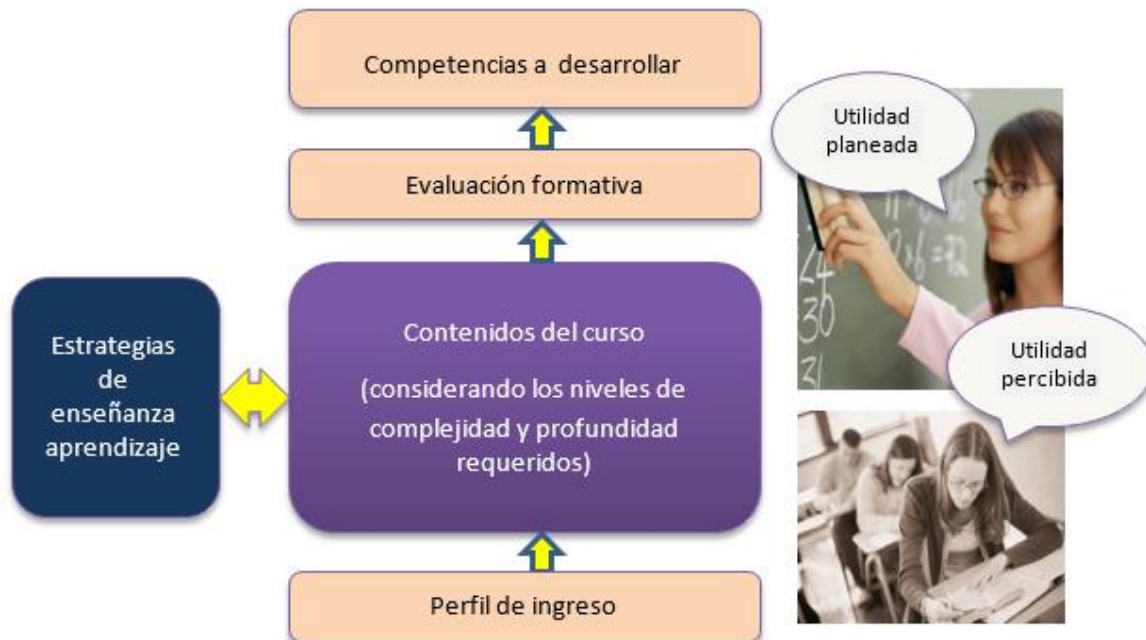 Competencias a desarrollar
Evaluación formativa
Estrategias
de
enseñanza
aprendizaje
Contenidos del curso
(considerando los niveles de
complejidad y profundidad
requeridos)
Perfil de ingreso
Utilidad
planeada
Utilidad
percibida